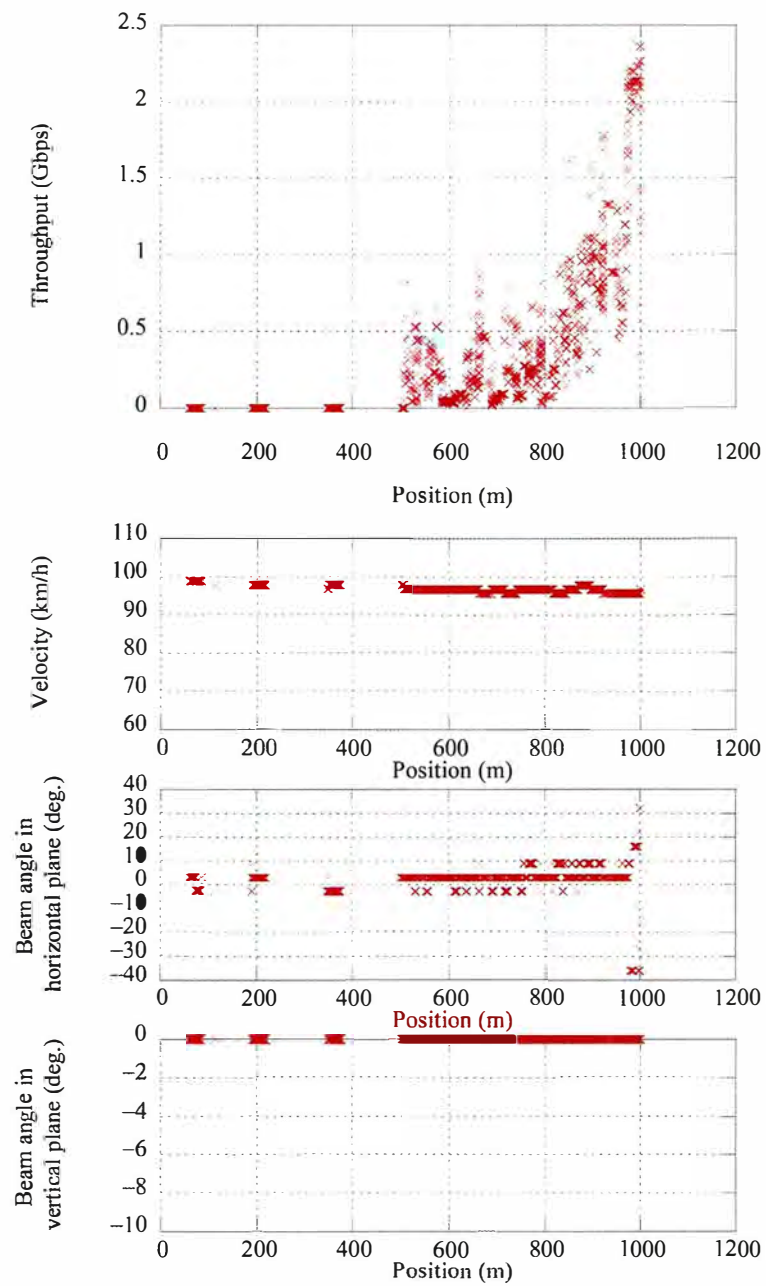 2.5
2
1.5
1
0.5
0
Throughput (Gbps)
0 200 400 600 800 1000 1200
Position (m)
110
100
90
80
70
60
Velocity (km/h)
0 200 400 600 800 1000 1200
Position (m)
40
30
20
10
0
−10
−20
−30
−40
Beam angle in
horizontal plane (deg.)
0 200 400 600 800 1000 1200
Position (m)
0
−2
−4
−6
−8
−10
Beam angle in
vertical plane (deg.)
0 200 400 600 800 1000 1200
Position (m)